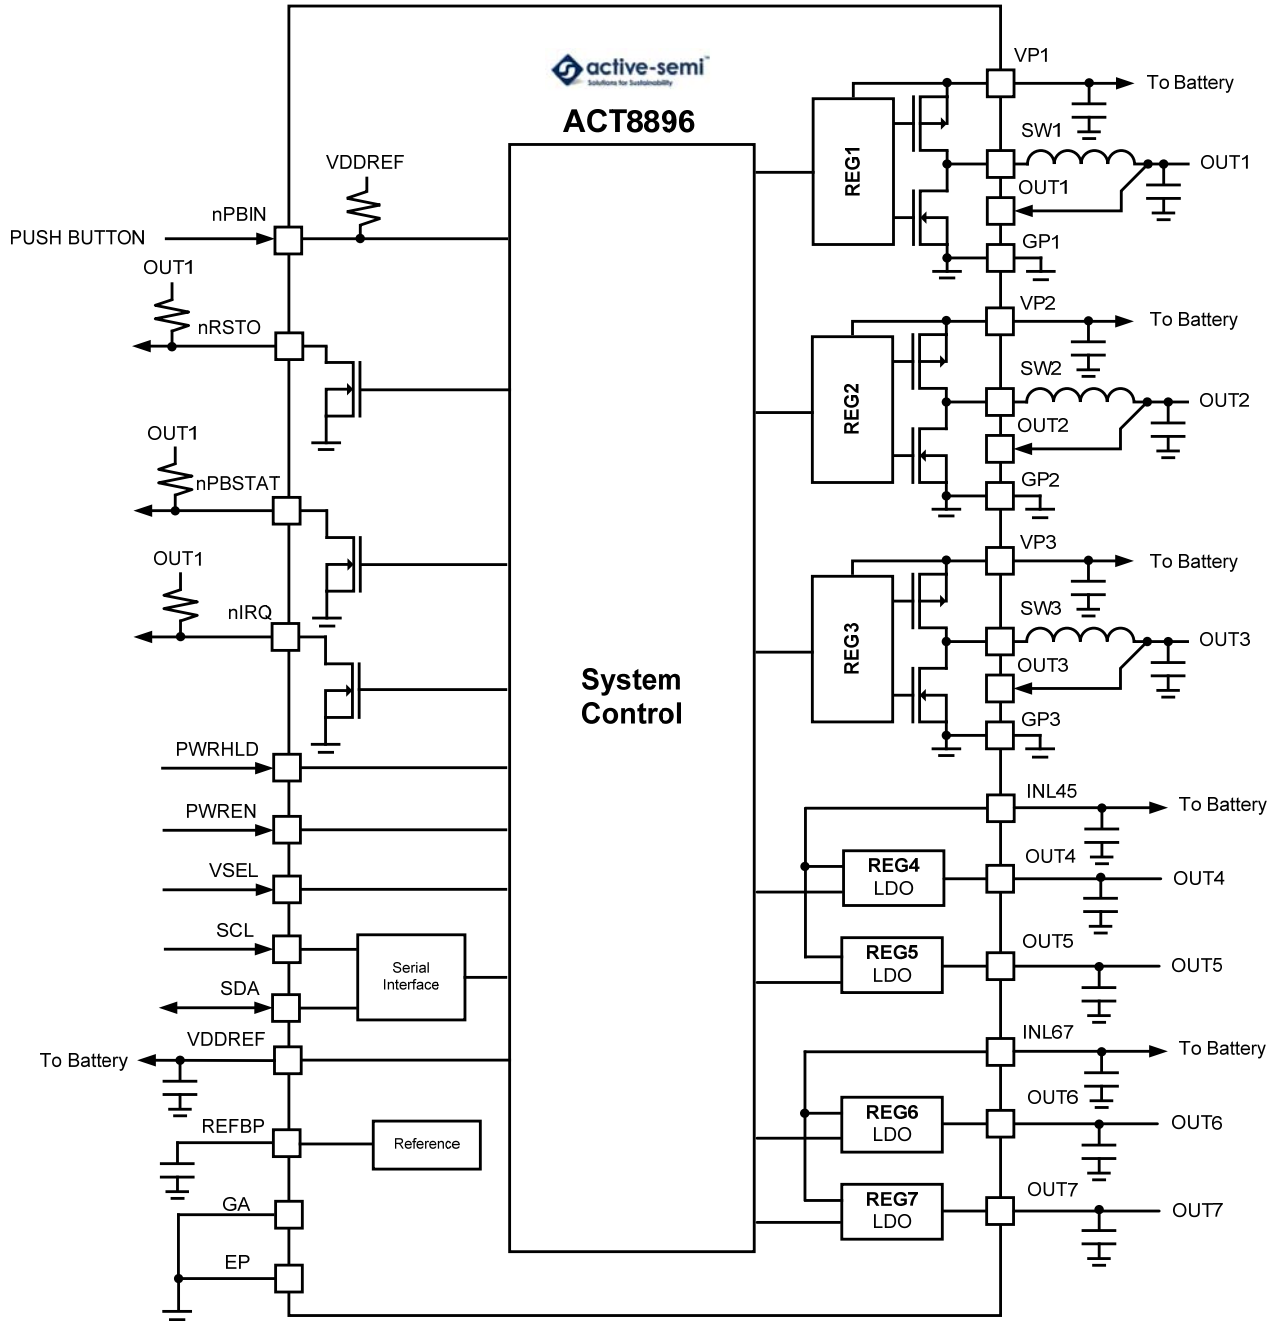 active-semi™
Solutions for Sustainability
ACT8896
VDDREF
nPBIN
PUSH BUTTON
OUT1
nRSTO
OUT1
nPBSTAT
OUT1
nIRQ
PWRHLD
PWREN
VSEL
SCL
SDA
Serial
Interface
VDDREF
To Battery
REFBP
Reference
GA
EP
System
Control
REG1
VP1
To Battery
SW1
OUT1
OUT1
GP1
REG2
VP2
To Battery
SW2
OUT2
OUT2
GP2
REG3
VP3
To Battery
SW3
OUT3
OUT3
GP3
INL45
To Battery
REG4
LDO
OUT4
OUT4
REG5
LDO
OUT5
OUT5
INL67
To Battery
REG6
LDO
OUT6
OUT6
REG7
LDO
OUT7
OUT7